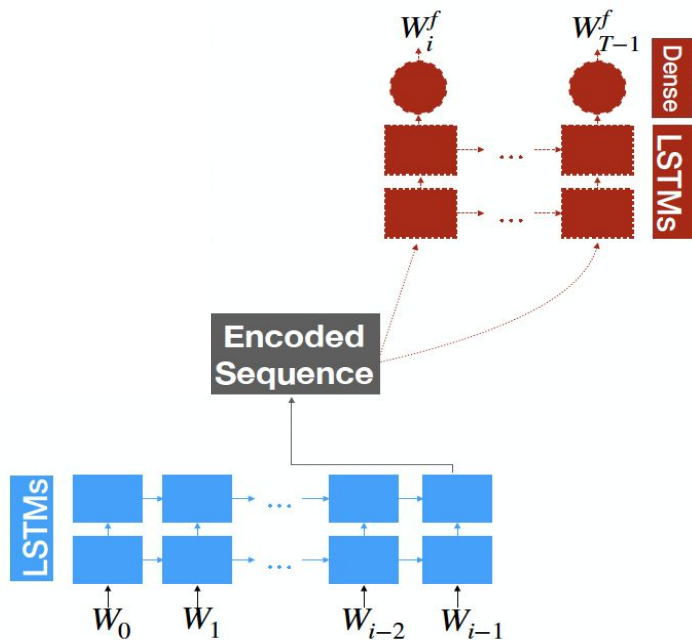 W_i^f W_{T-1}^f
Dense
... LSTMs
...
Encoded
Sequence
LSTMs
...
...
W_0 W_1 W_{i-2} W_{i-1}